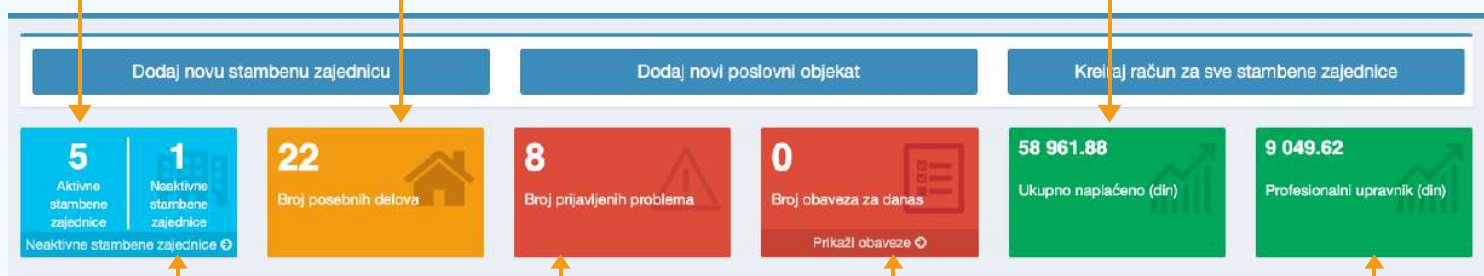 Dodaj novu stambenu zajednicu
Dodaj novi poslovni objekat
Kreiraj račun za sve stambene zajednice
5
Aktivne
stambene
zajednice
1
Neaktivne
stambene
zajednice
Neaktivne stambene zajednice
22
Broj posebnih delova
8
Broj prijavljenih problema
0
Broj obaveza za danas
Prikaži obaveze
58 961.88
Ukupno naplaćeno (din)
9 049.62
Profesionalni upravnik (din)